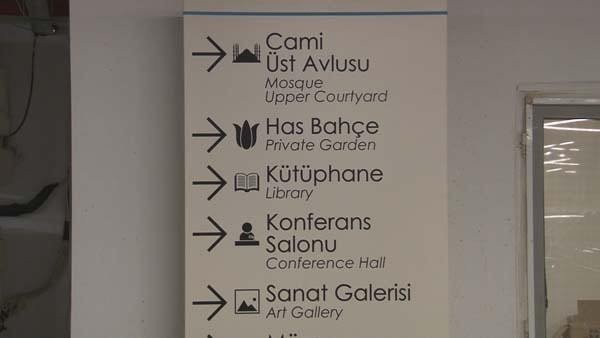 Cami
Üst Avlusu
Mosque
Upper Courtyard
Has Bahçe
Private Garden
Kütüphane
Library
Konferans
Salonu
Conference Hall
Sanat Galerisi
Art Gallery